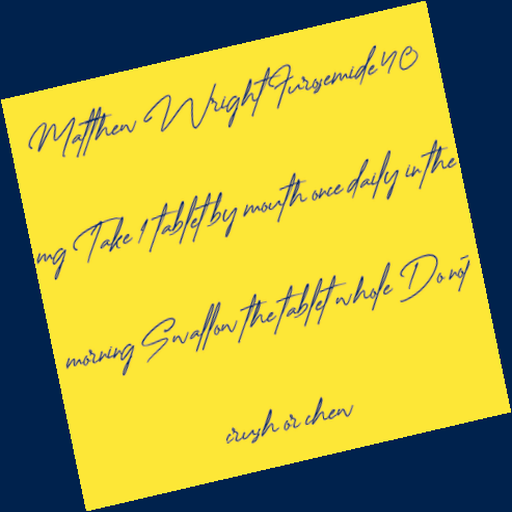 Matthew Wright Furosemide 40
mg Take 1 tablet by mouth once daily in the
morning Swallow the tablet whole Do not
crush or chew